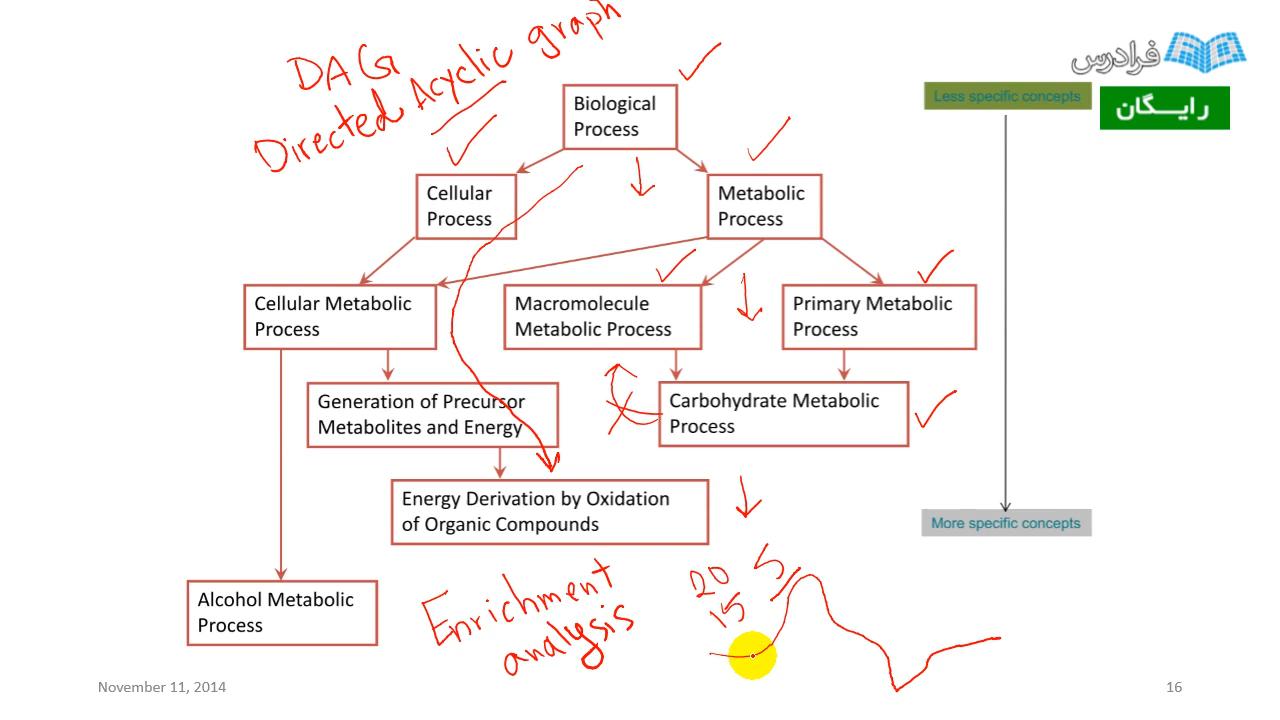 DAG
Directed Acyclic graph
فرادرس
Less specific concepts
رایگان
Biological
Process
Cellular
Process
Metabolic
Process
Cellular Metabolic
Process
Macromolecule
Metabolic Process
Primary Metabolic
Process
Generation of Precursor
Metabolites and Energy
Carbohydrate Metabolic
Process
Energy Derivation by Oxidation
of Organic Compounds
More specific concepts
Alcohol Metabolic
Process
Enrichment
analysis
20 5
15
November 11, 2014
16